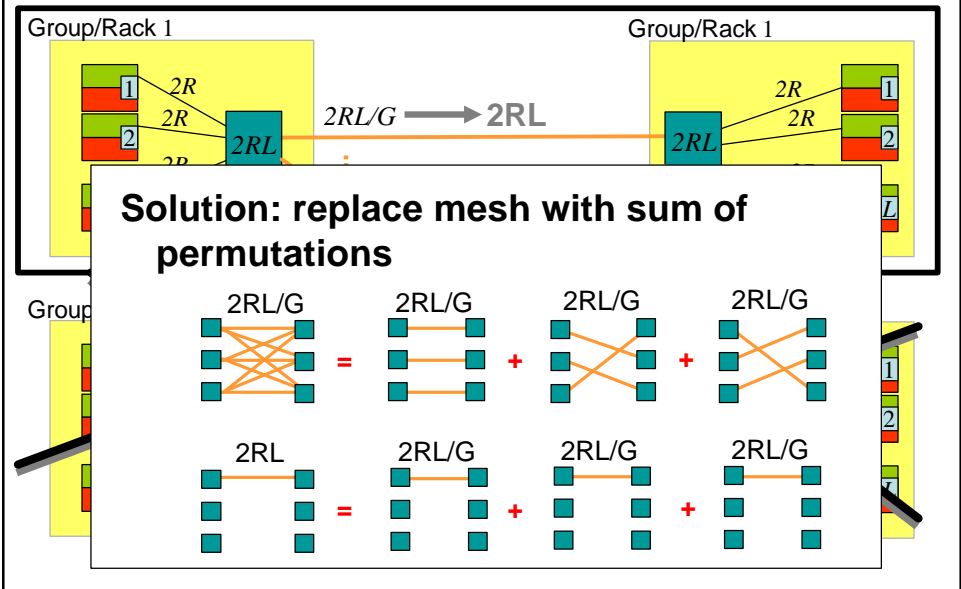 Group/Rack 1
Group/Rack 1
1
2R
2
2R
2R
2RL
2RL/G
2RL
2RL
2R
1
2R
2
L
Solution: replace mesh with sum of
permutations
Group
2RL/G
2RL/G
2RL/G
2RL/G
=
+
+
2RL
2RL/G
2RL/G
2RL/G
=
+
+
1
2
L